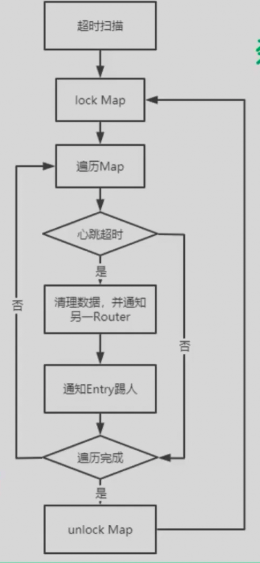 超时扫描
lock Map
遍历Map
心跳超时
是
否
清理数据，并通知
另一Router
否
通知Entry踢人
遍历完成
是
unlock Map